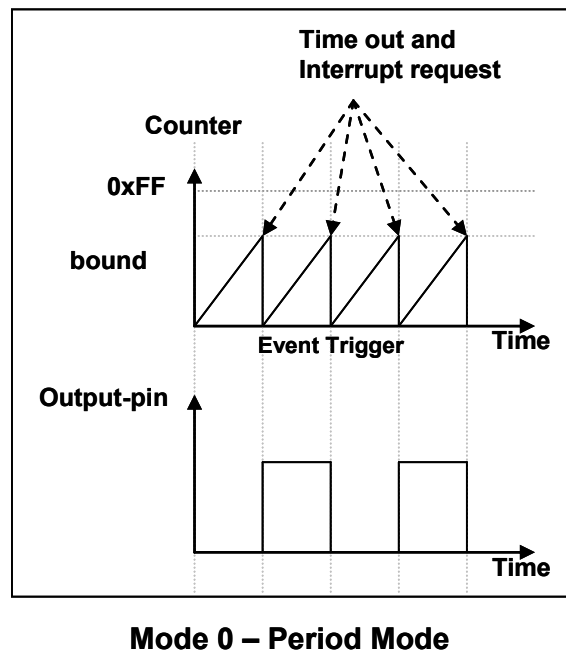 Time out and
Interrupt request
Counter
0xFF
bound
Event Trigger
Time
Output-pin
Time
Mode 0 – Period Mode